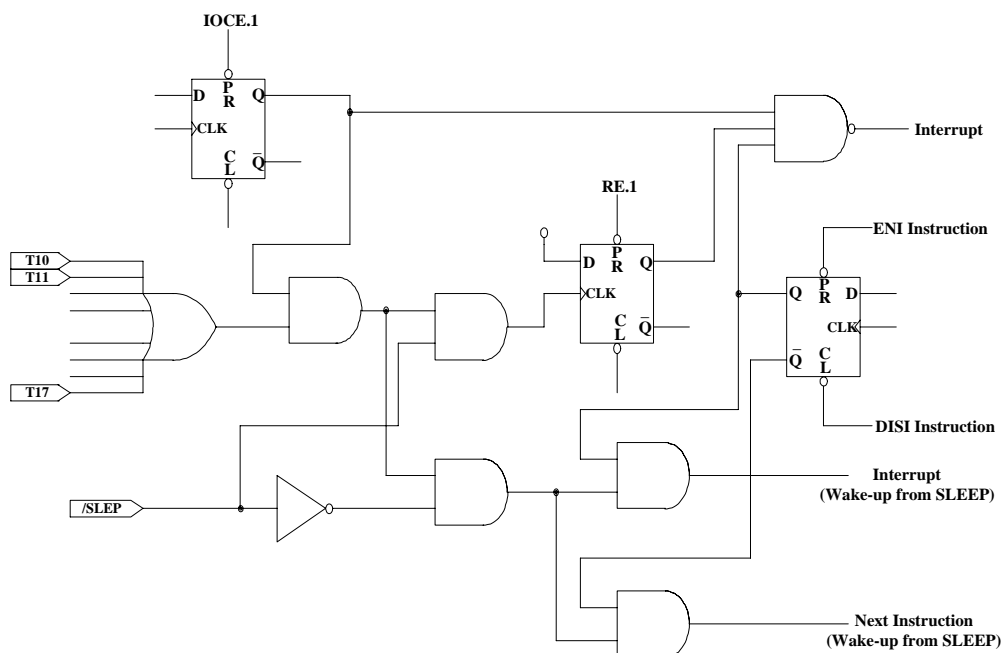 IOCE.1
D
P
R
Q
CLK
C
L
Q̅
Interrupt
RE.1
D
P
R
Q
CLK
C
L
Q̅
ENI Instruction
Q
P
R
D
CLK
Q̅
C
L
DISI Instruction
T10
T11
T17
/SLEP
Interrupt
(Wake-up from SLEEP)
Next Instruction
(Wake-up from SLEEP)